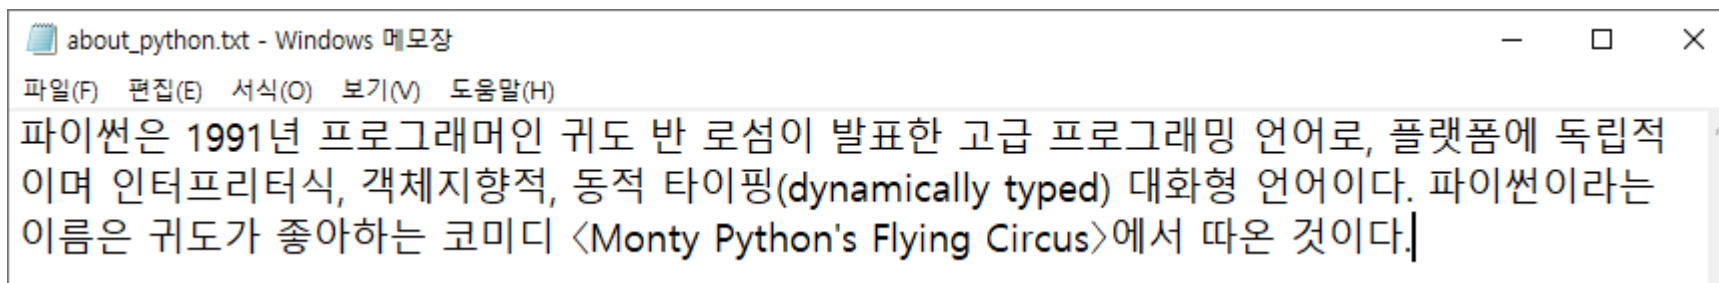 about_python.txt - Windows 메모장
파일(F) 편집(E) 서식(O) 보기(V) 도움말(H)
파이썬은 1991년 프로그래머인 귀도 반 로섬이 발표한 고급 프로그래밍 언어로, 플랫폼에 독립적
이며 인터프리터식, 객체지향적, 동적 타이핑(dynamically typed) 대화형 언어이다. 파이썬이라는
이름은 귀도가 좋아하는 코미디 〈Monty Python's Flying Circus〉에서 따온 것이다.